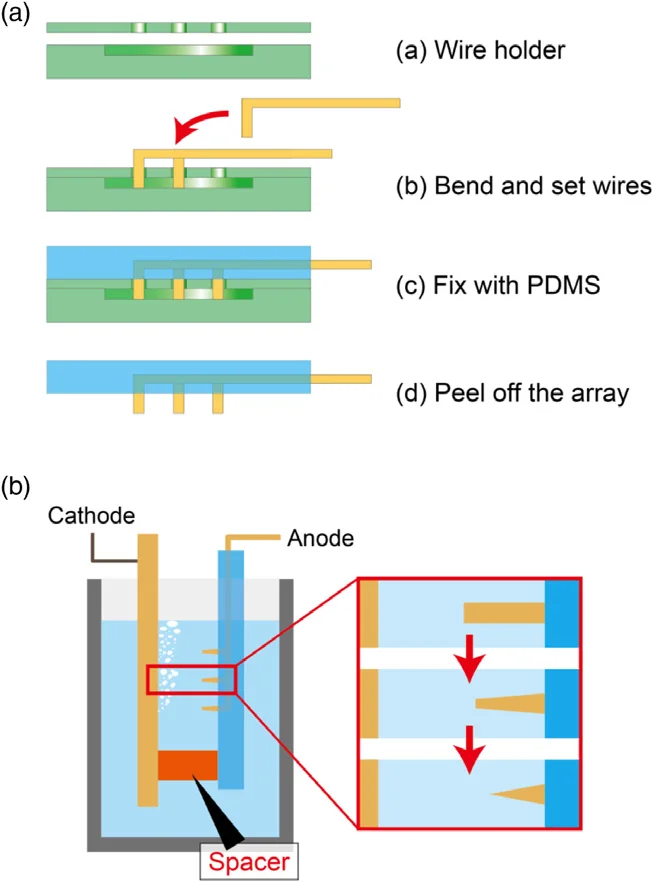 (a)
(a) Wire holder
(b) Bend and set wires
(c) Fix with PDMS
(d) Peel off the array
(b)
Cathode
Anode
Spacer